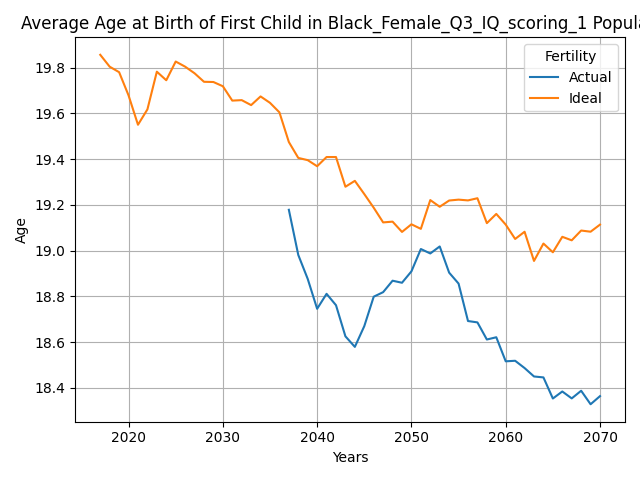 Average Age at Birth of First Child in Black_Female_Q3_IQ_scoring_1 Popula
Fertility
Actual
Ideal
19.8
19.6
19.4
19.2
19.0
18.8
18.6
18.4
Age
2020 2030 2040 2050 2060 2070
Years